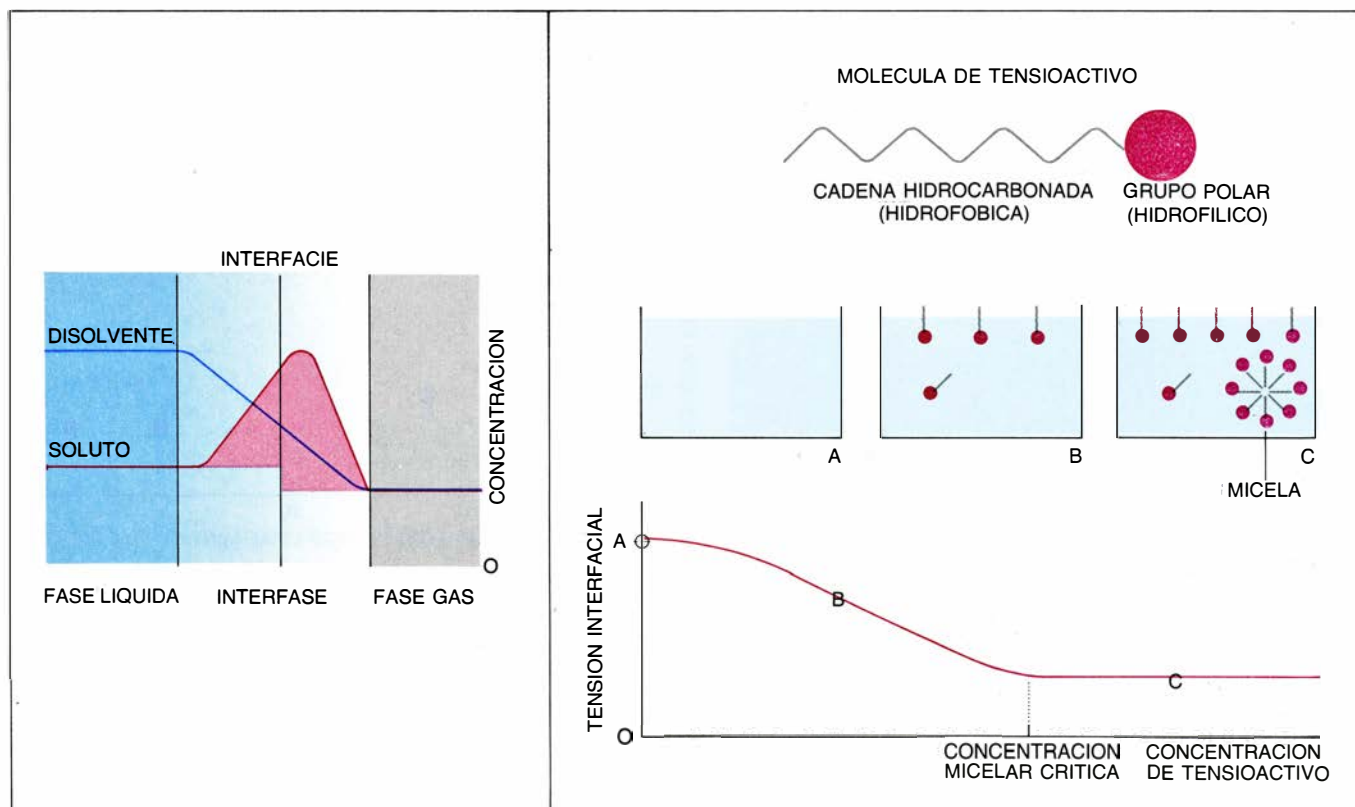 INTERFACIE
DISOLVENTE
SOLUTO
CONCENTRACION
O
FASE LIQUIDA INTERFASE FASE GAS
MOLECULA DE TENSIOACTIVO
CADENA HIDROCARBONADA
(HIDROFOBICA)
GRUPO POLAR
(HIDROFILICO)
A B C
MICELA
TENSION INTERFACIAL
A
B
C
O
CONCENTRACION
MICELAR CRITICA
CONCENTRACION
DE TENSIOACTIVO